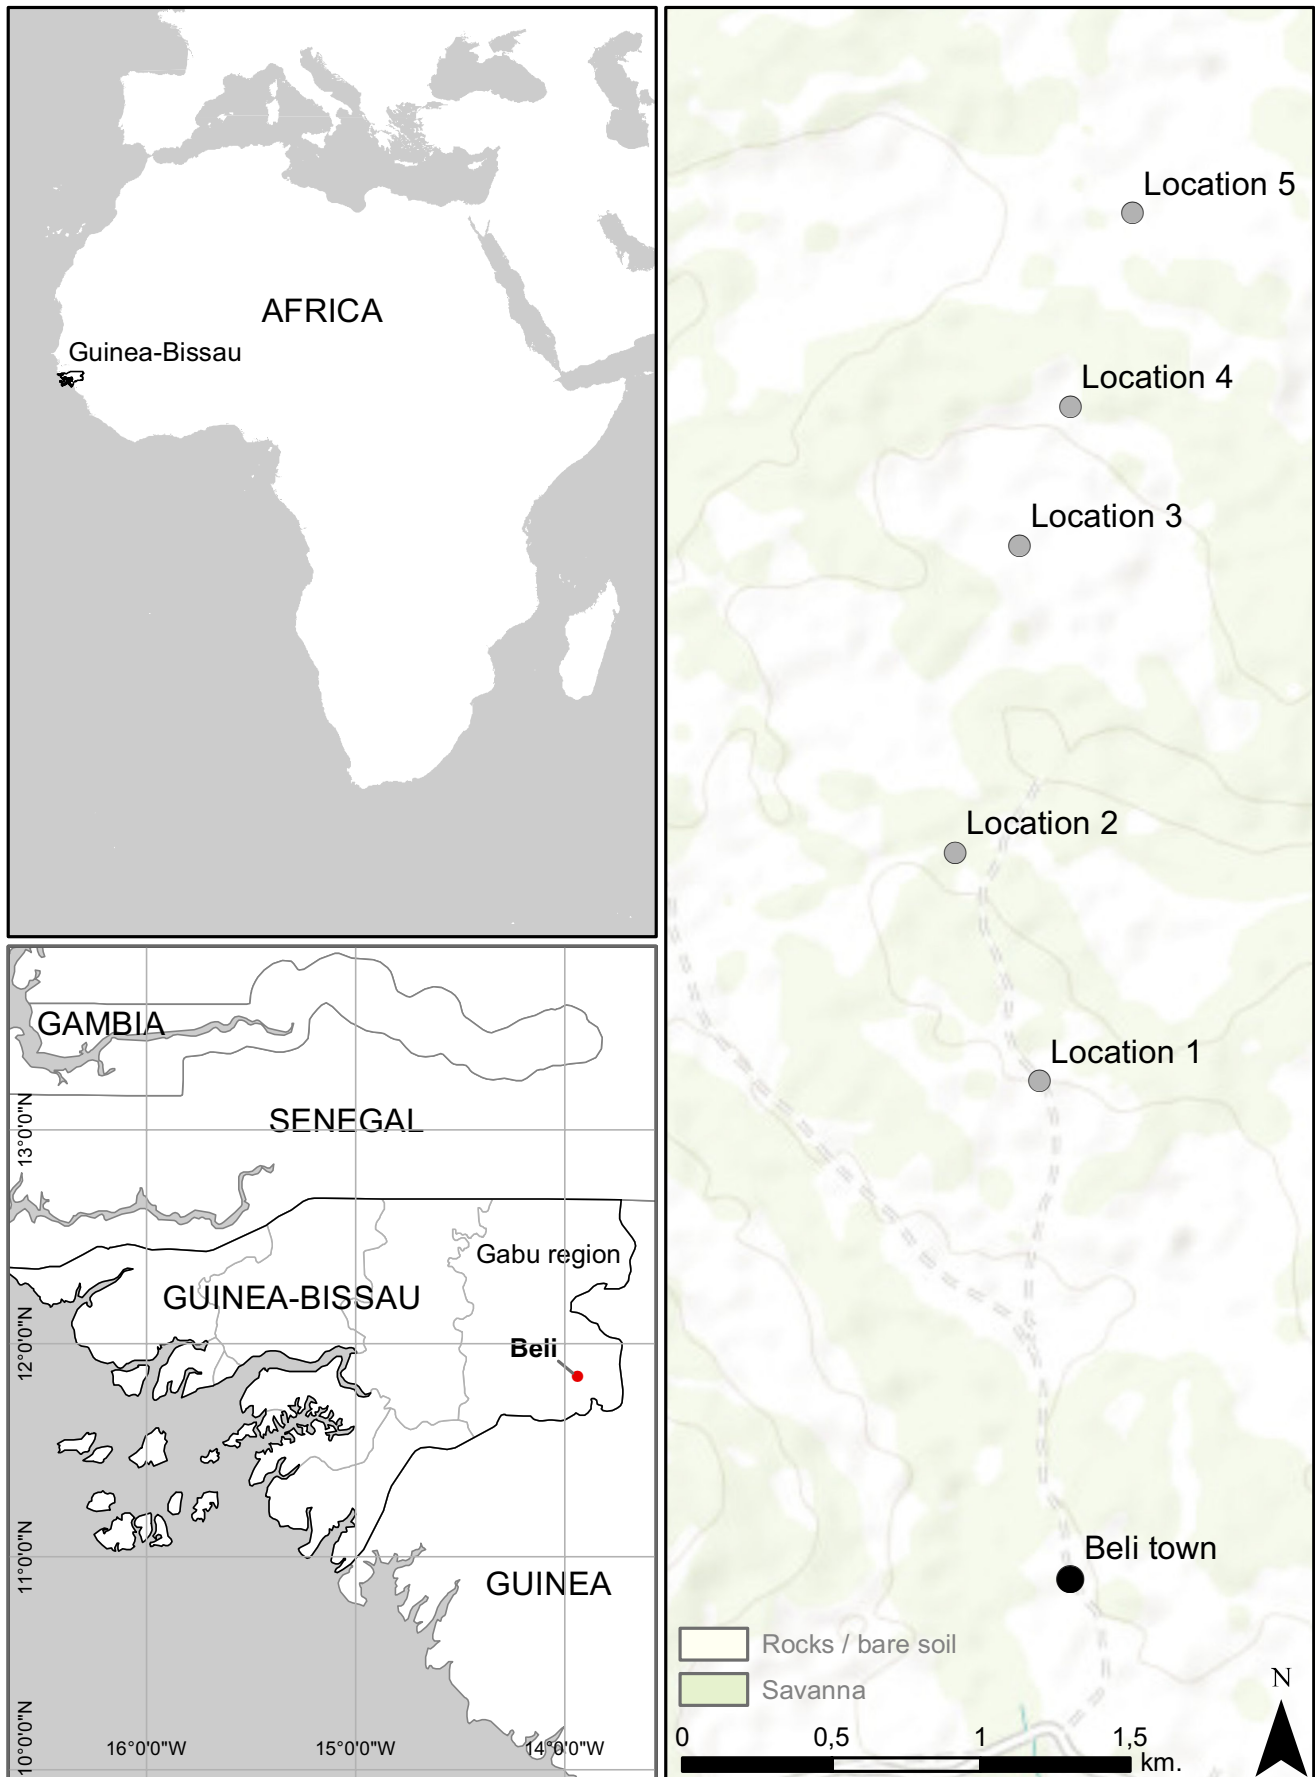 AFRICA
Guinea-Bissau
GAMBIA
SENEGAL
Gabu region
GUINEA-BISSAU
Beli
GUINEA
13°0'0"N
12°0'0"N
11°0'0"N
10°0'0"N
16°0'0"W
15°0'0"W
14°0'0"W
Location 5
Location 4
Location 3
Location 2
Location 1
Beli town
Rocks / bare soil
Savanna
N
0
0,5
1
1,5
km.